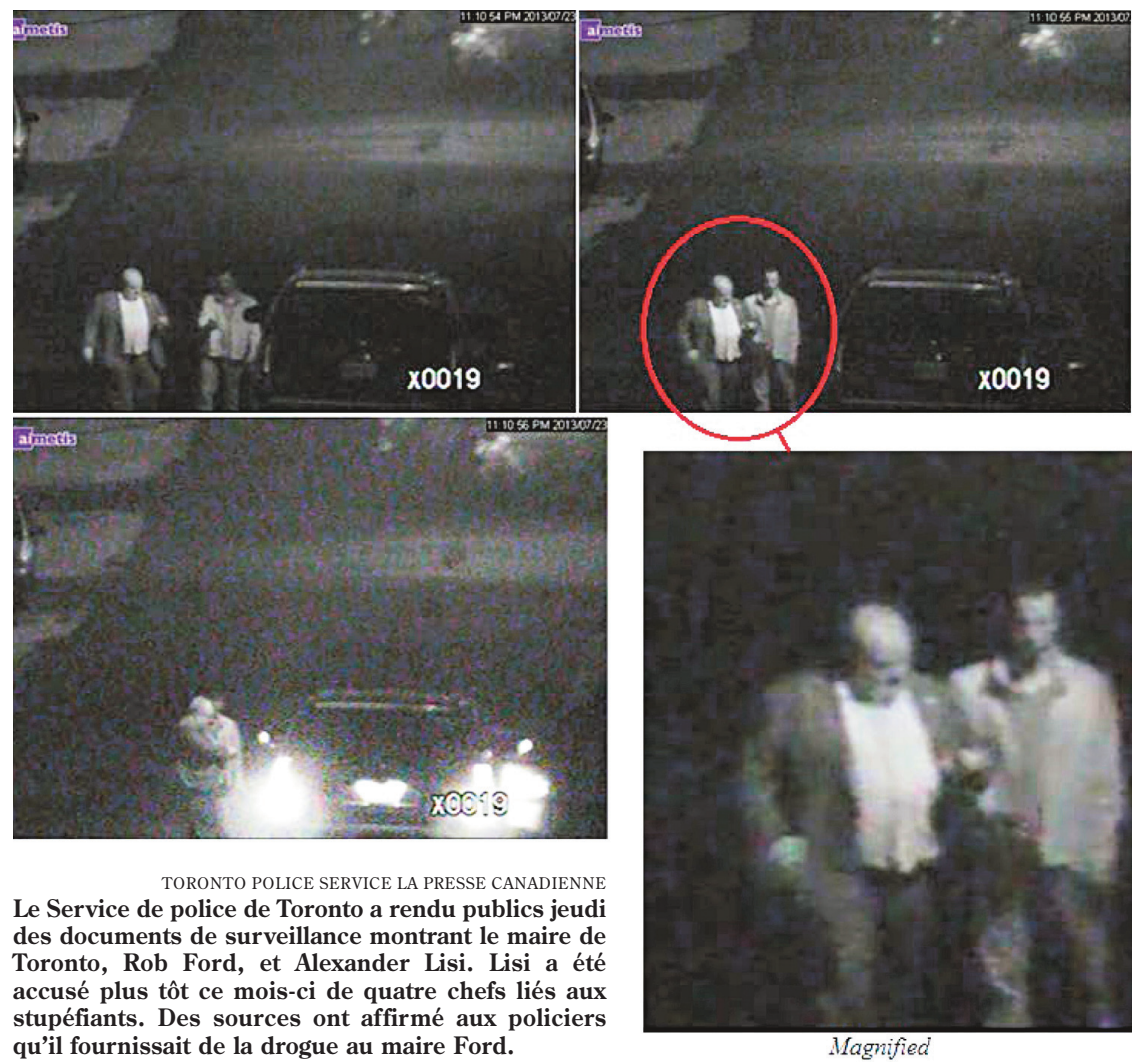 aimetis
11:10:54 PM 2013/07/23
x0019
aimetis
11:10:55 PM 2013/07
x0019
aimetis
11:10:56 PM 2013/07/23
x0019
Magnified
TORONTO POLICE SERVICE LA PRESSE CANADIENNE
Le Service de police de Toronto a rendu publics jeudi
des documents de surveillance montrant le maire de
Toronto, Rob Ford, et Alexander Lisi. Lisi a été
accusé plus tôt ce mois-ci de quatre chefs liés aux
stupéfiants. Des sources ont affirmé aux policiers
qu'il fournissait de la drogue au maire Ford.